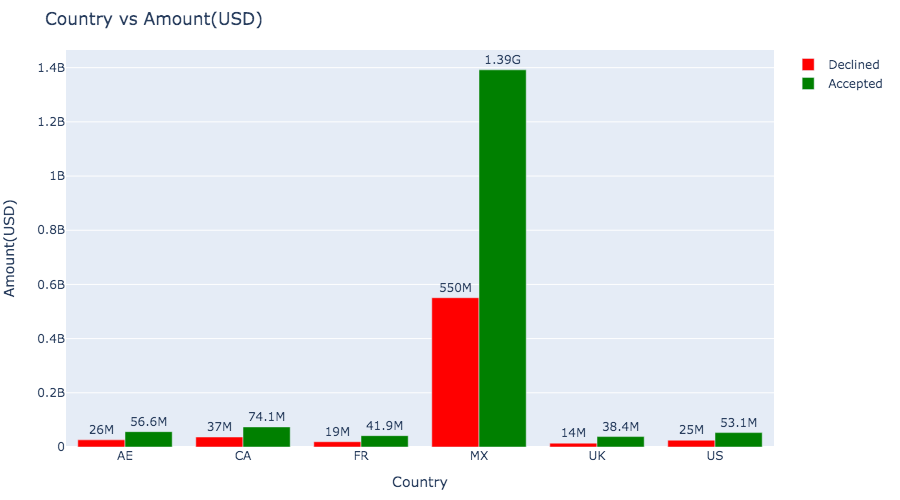 Country vs Amount(USD)
Declined
Accepted
Amount(USD)
1.4B
1.2B
1B
0.8B
0.6B
0.4B
0.2B
0
26M 56.6M 37M 74.1M 19M 41.9M 550M 1.39G 14M 38.4M 25M 53.1M
AE CA FR MX UK US
Country